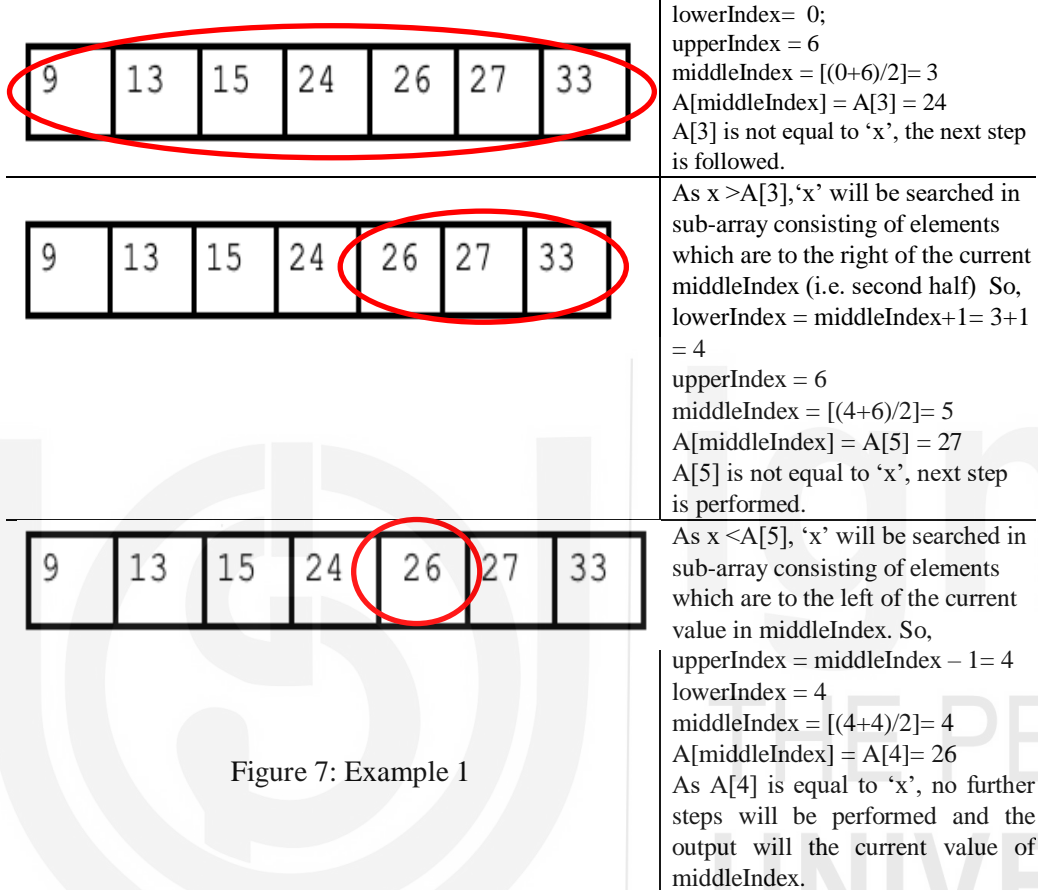 9 13 15 24 26 27 33
lowerIndex= 0;
upperIndex = 6
middleIndex = [(0+6)/2]= 3
A[middleIndex] = A[3] = 24
A[3] is not equal to ‘x’, the next step
is followed.
9 13 15 24 26 27 33
As x >A[3],‘x’ will be searched in
sub-array consisting of elements
which are to the right of the current
middleIndex (i.e. second half) So,
lowerIndex = middleIndex+1= 3+1
= 4
upperIndex = 6
middleIndex = [(4+6)/2]= 5
A[middleIndex] = A[5] = 27
A[5] is not equal to ‘x’, next step
is performed.
9 13 15 24 26 27 33
As x <A[5], ‘x’ will be searched in
sub-array consisting of elements
which are to the left of the current
value in middleIndex. So,
upperIndex = middleIndex – 1= 4
lowerIndex = 4
middleIndex = [(4+4)/2]= 4
A[middleIndex] = A[4]= 26
As A[4] is equal to ‘x’, no further
steps will be performed and the
output will the current value of
middleIndex.
Figure 7: Example 1
THE